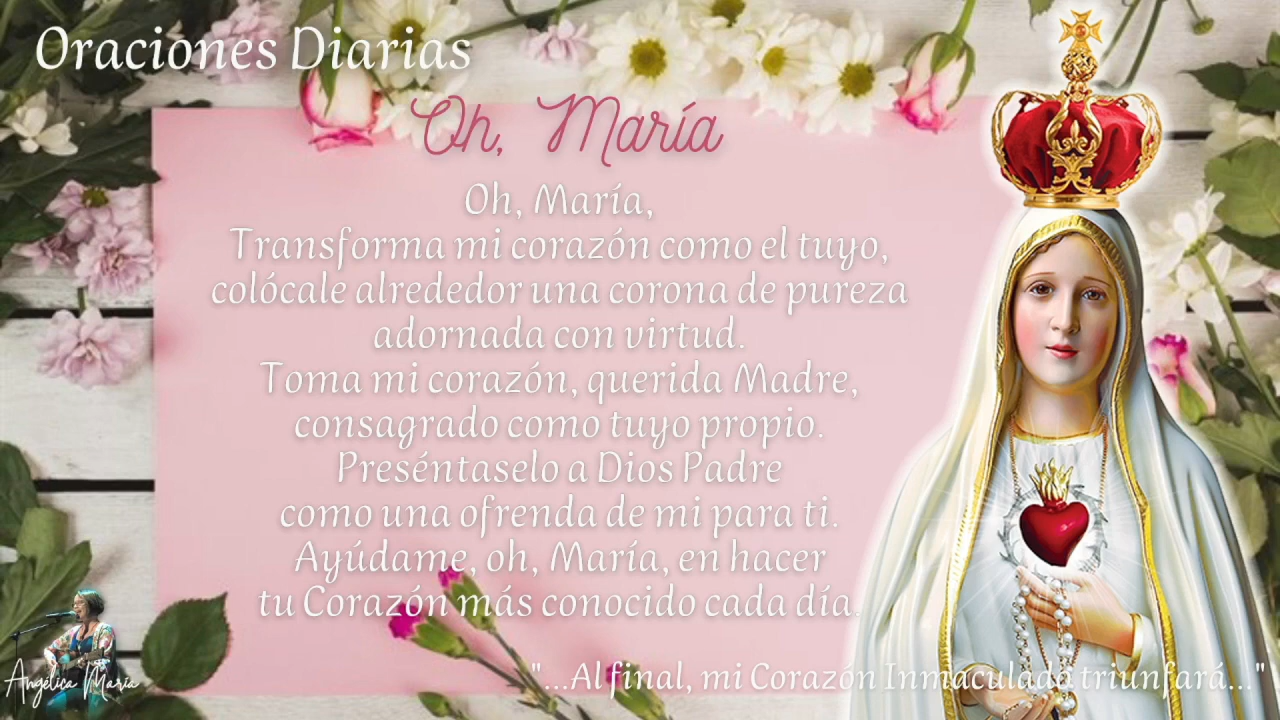 Oraciones Diarias
Oh, María
Oh, María,
Transforma mi corazón como el tuyo,
colócale alrededor una corona de pureza
adornada con virtud.
Toma mi corazón, querida Madre,
consagrado como tuyo propio.
Preséntaselo a Dios Padre
como una ofrenda de mi para ti.
Ayúdame, oh, María, en hacer
tu Corazón más conocido cada día.
"...Al final, mi Corazón Inmaculado triunfará..."
Angélica María